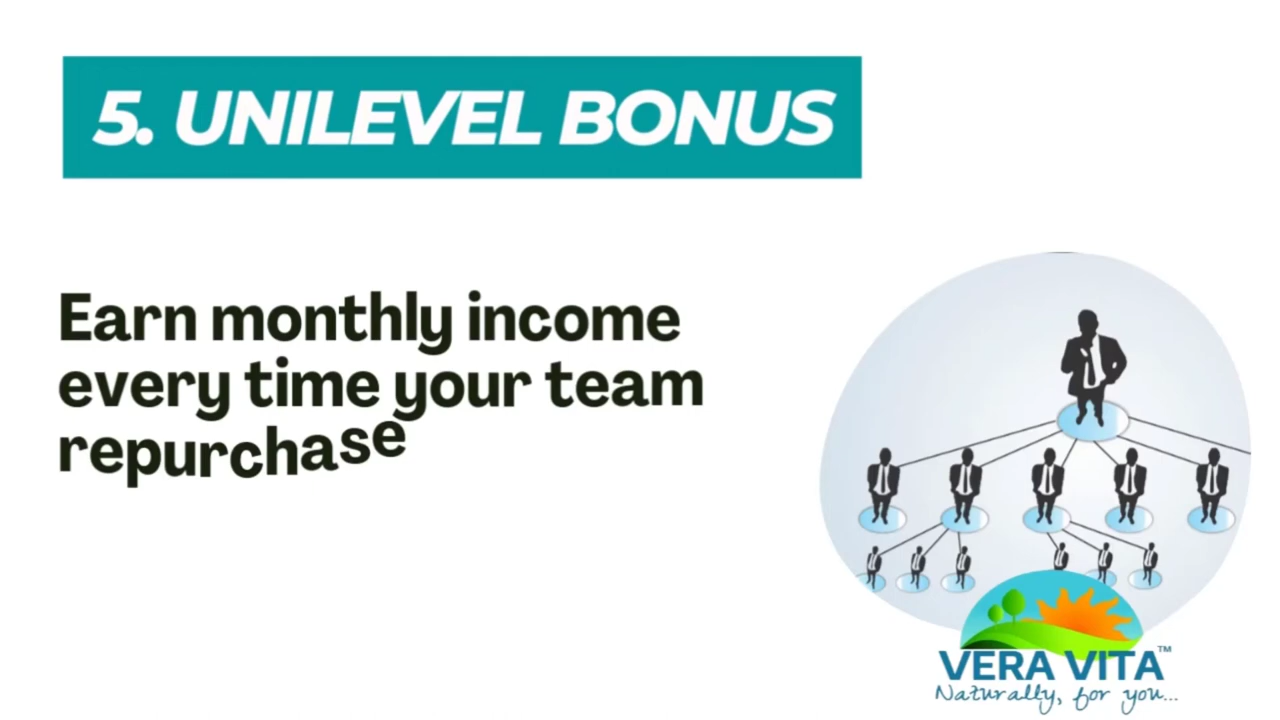 5. UNILEVEL BONUS
Earn monthly income
every time your team
repurchase
VERA VITA™
Naturally, for you...